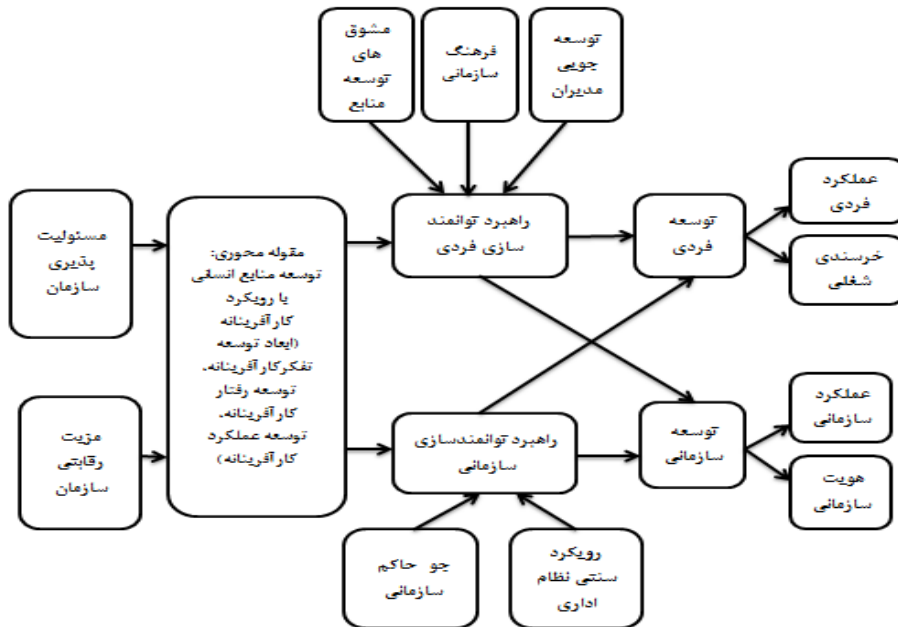 مشوق
های
توسعه
منابع
فرهنگ
سازمانی
توسعه
جویی
مدیران
مسئولیت
پذیری
سازمان
مزیت
رقابتی
سازمان
مقوله محوری:
توسعه منابع انسانی
با رویکرد
کارآفرینانه
(ابعاد توسعه
تفکرکارآفرینانه،
توسعه رفتار
کارآفرینانه،
توسعه عملکرد
کارآفرینانه)
راهبرد توانمند
سازی فردی
توسعه
فردی
عملکرد
فردی
خرسندی
شغلی
راهبرد توانمندسازی
سازمانی
توسعه
سازمانی
عملکرد
سازمانی
هویت
سازمانی
جو حاکم
سازمانی
رویکرد
سنتی نظام
اداری